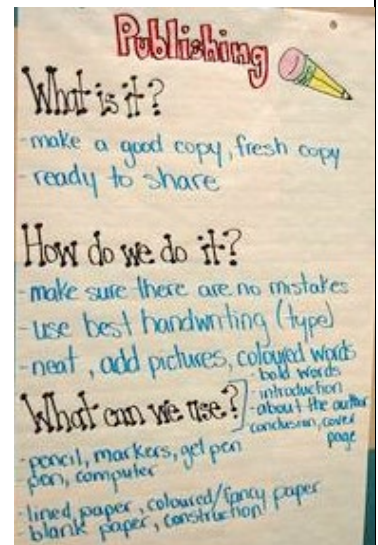 Publishing
What is it?
-make a good copy, fresh copy
-ready to share
How do we do it?
-make sure there are no mistakes
-use best handwriting (type)
-neat, add pictures, coloured words
- bold words
- introduction
- about the author
conclusion, cover
page
What can we use?
-pencil, markers, gel pen
-pen, computer
-lined paper, coloured/fancy paper
-blank paper, construction